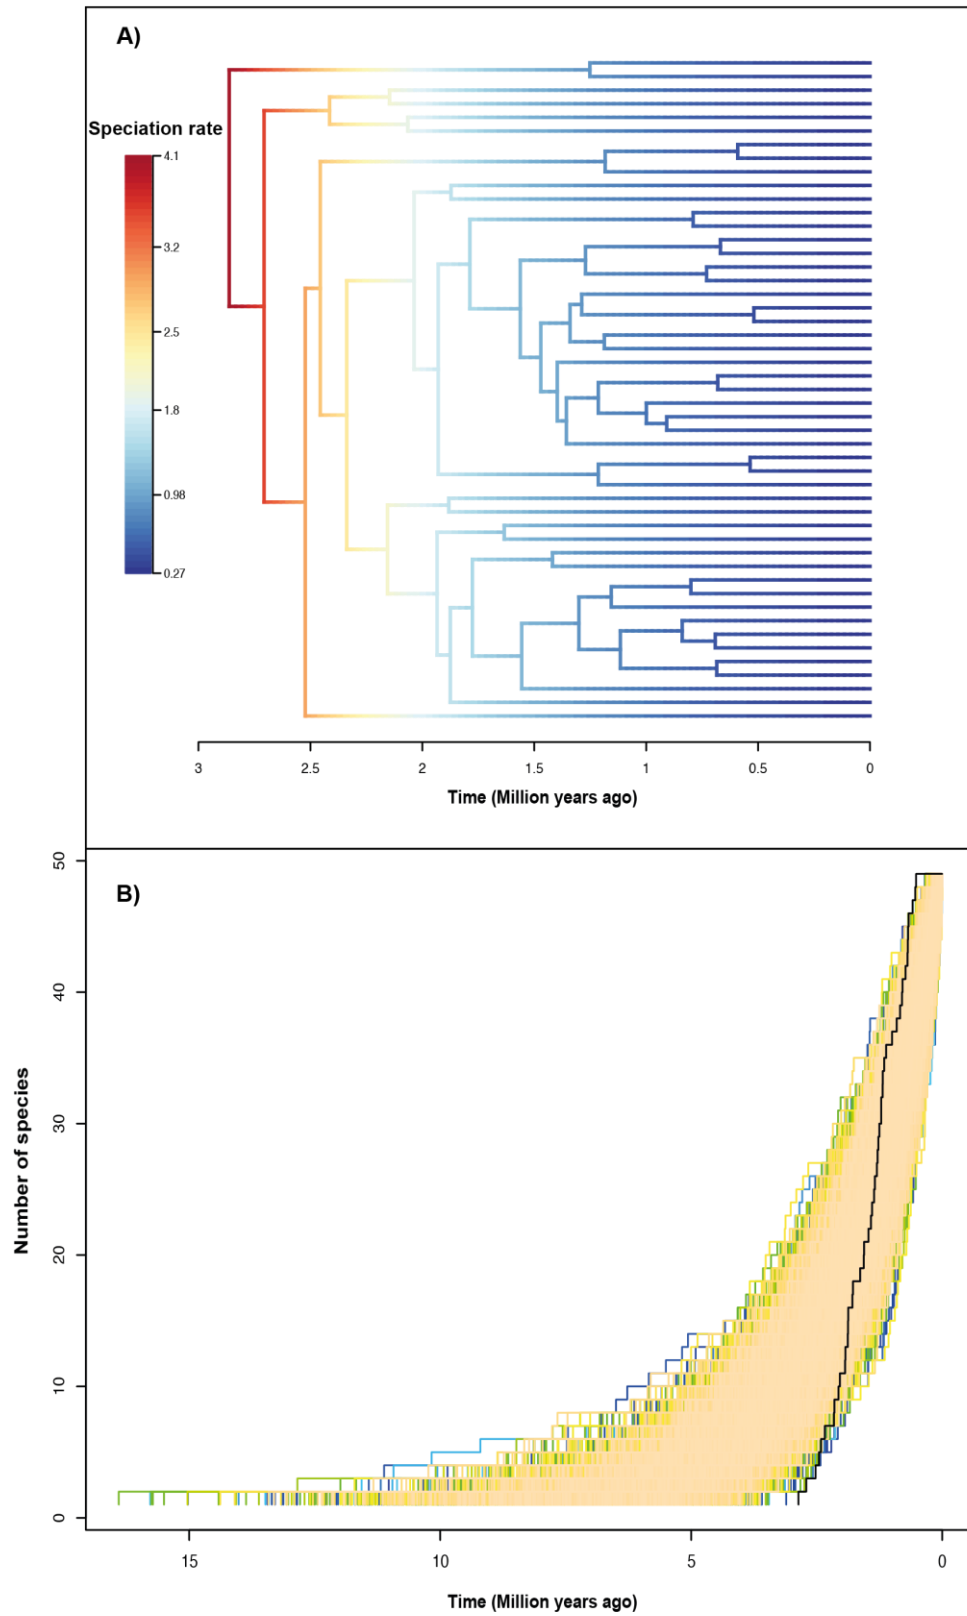 A)
Speciation rate
4.1
3.2
2.5
1.8
0.98
0.27
3 2.5 2 1.5 1 0.5 0
Time (Million years ago)
B)
50
40
30
20
10
0
Number of species
15 10 5 0
Time (Million years ago)